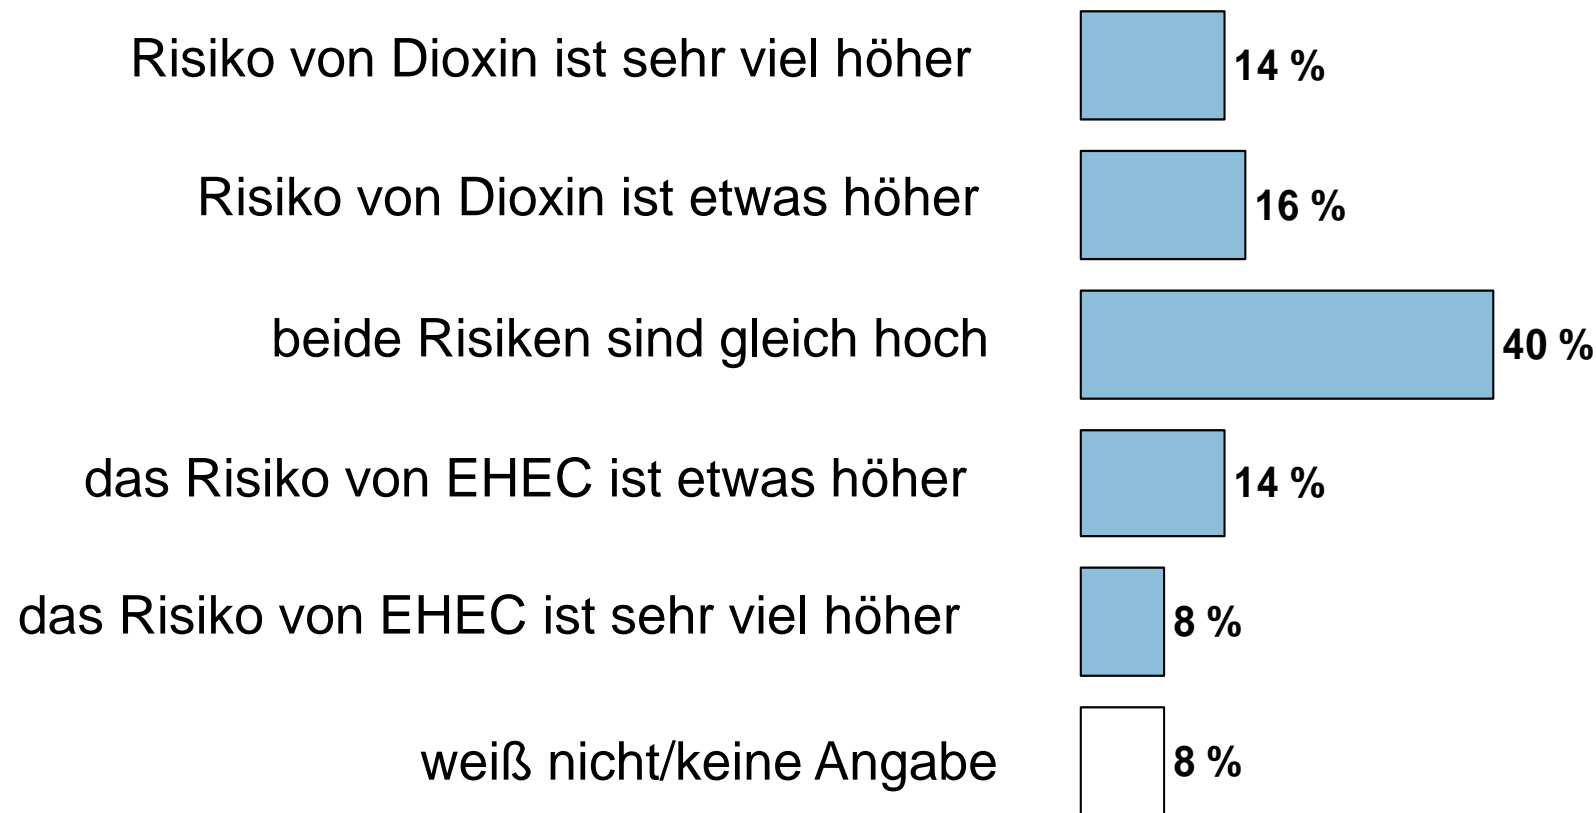 Risiko von Dioxin ist sehr viel höher 14 %
Risiko von Dioxin ist etwas höher 16 %
beide Risiken sind gleich hoch 40 %
das Risiko von EHEC ist etwas höher 14 %
das Risiko von EHEC ist sehr viel höher 8 %
weiß nicht/keine Angabe 8 %